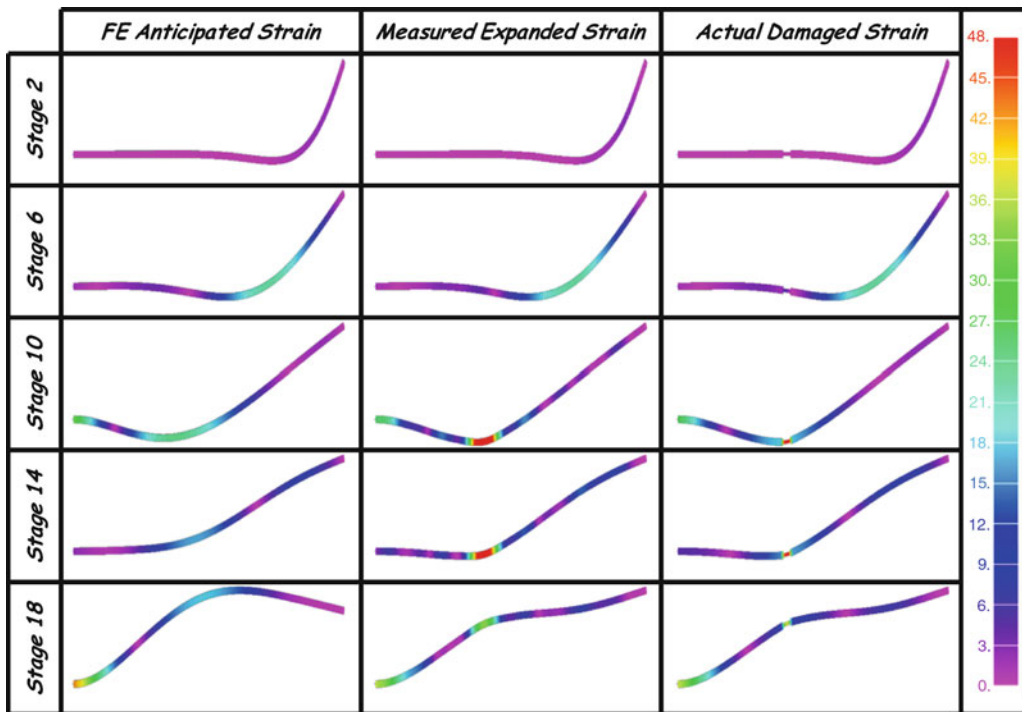 FE Anticipated Strain
Measured Expanded Strain
Actual Damaged Strain
Stage 2
Stage 6
Stage 10
Stage 14
Stage 18
48.
45.
42.
39.
36.
33.
30.
27.
24.
21.
18.
15.
12.
9.
6.
3.
0.